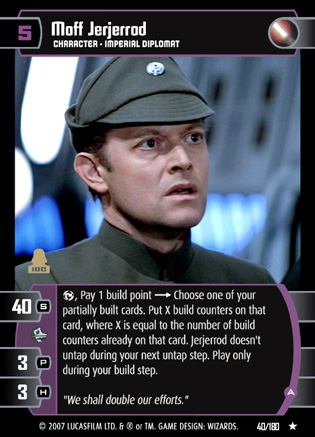 5
Moff Jerjerrod
CHARACTER - IMPERIAL DIPLOMAT
IDC
40 S
3 P
3 H
, Pay 1 build point → Choose one of your
partially built cards. Put X build counters on that
card, where X is equal to the number of build
counters already on that card. Jerjerrod doesn't
untap during your next untap step. Play only
during your build step.
"We shall double our efforts."
A
© 2007 LUCASFILM LTD. & ® or TM. GAME DESIGN: WIZARDS. 40/180 ★